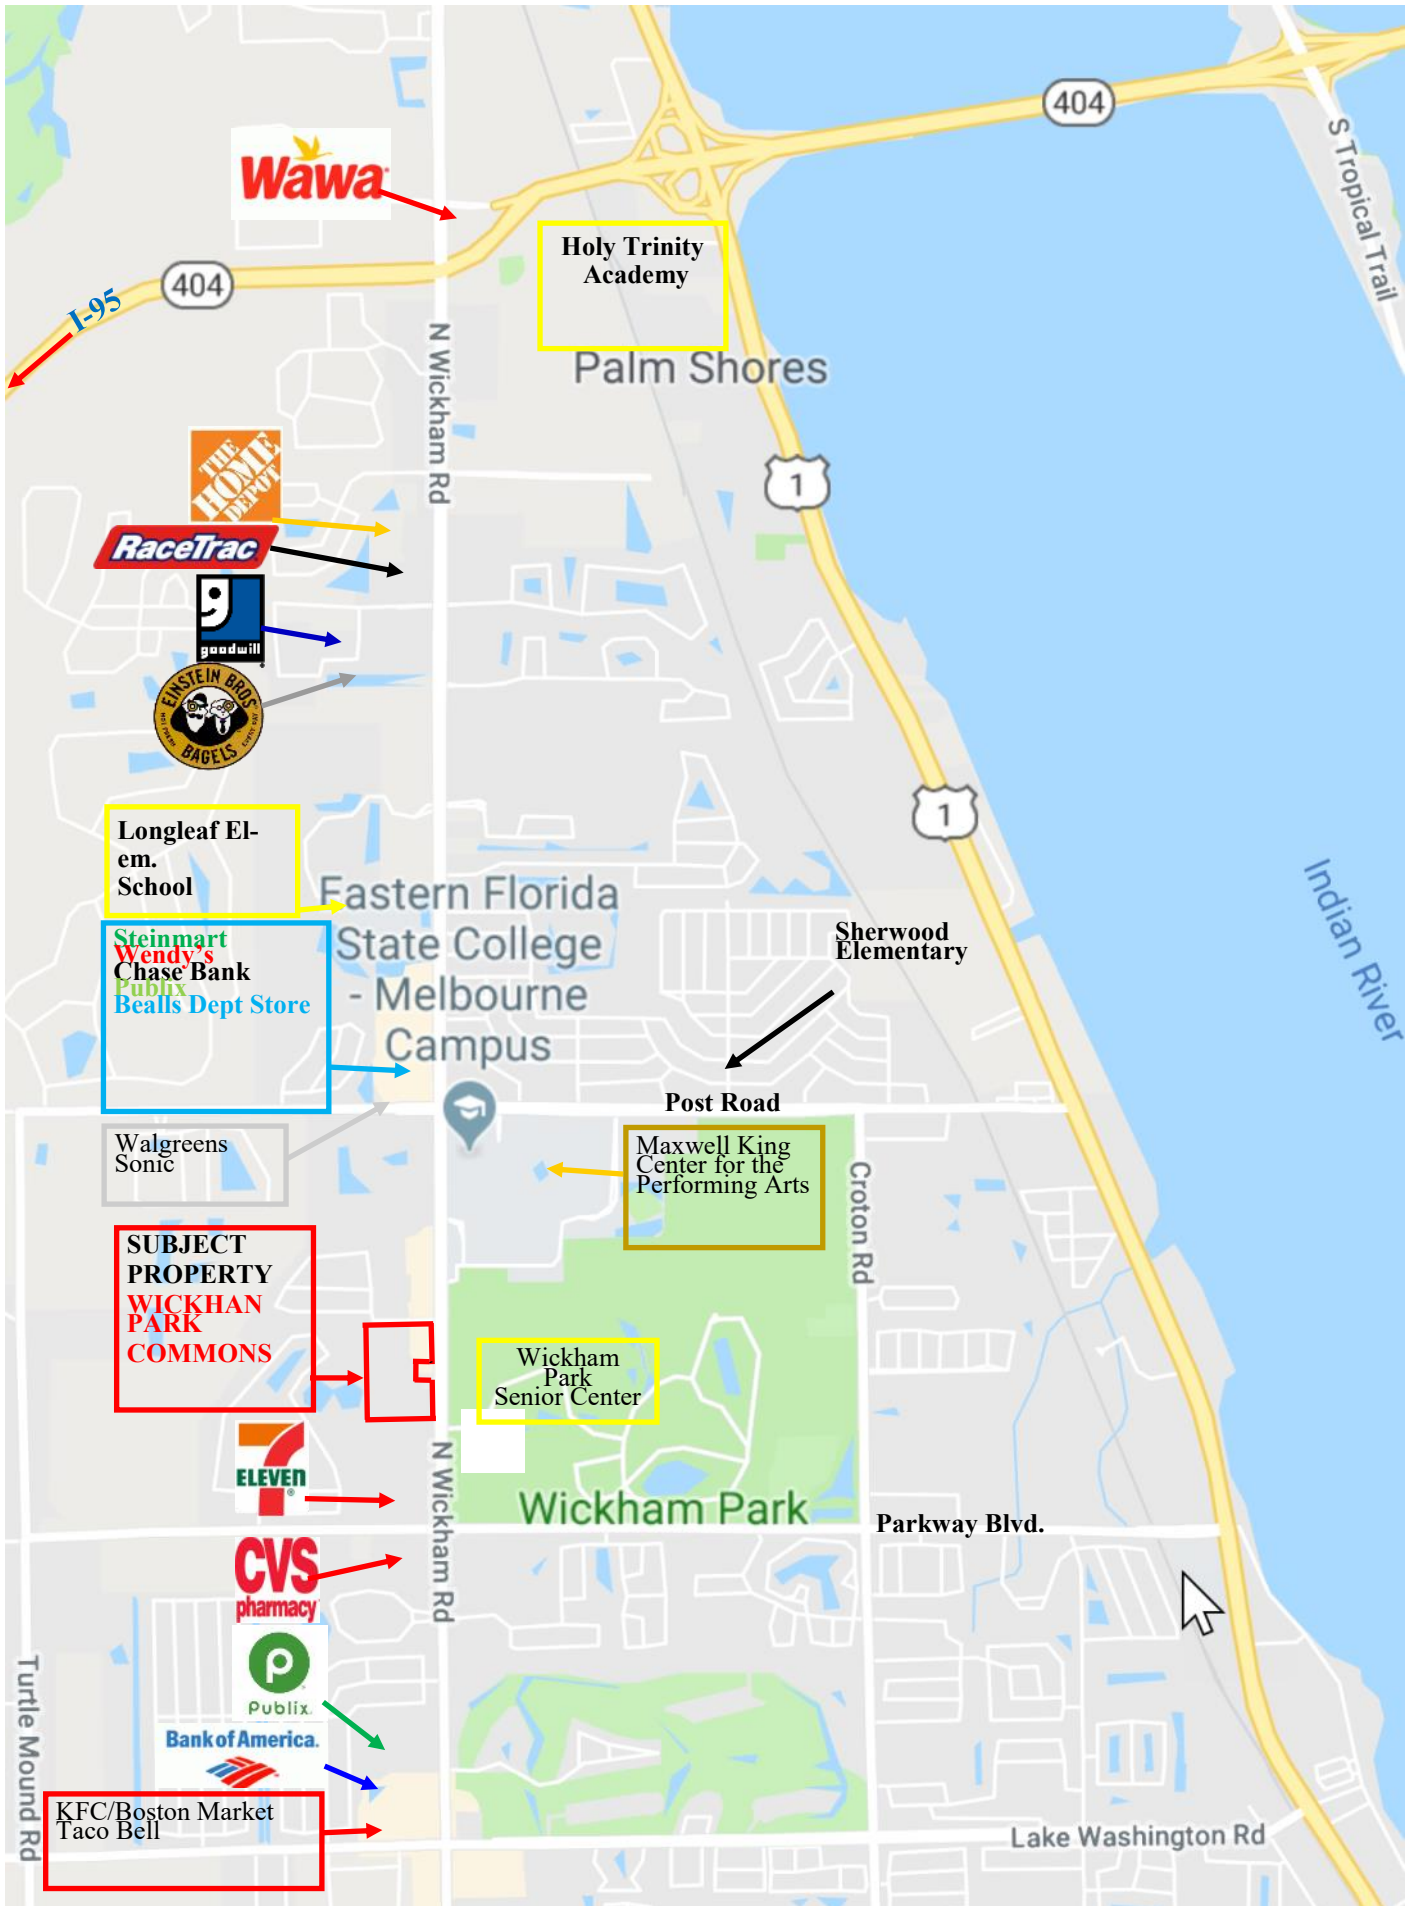 404
S Tropical Trail
Wawa
Holy Trinity
Academy
404
I-95
N Wickham Rd
Palm Shores
THE
HOME
DEPOT
1
RaceTrac
goodwill
EINSTEIN BROS
BAGELS
1
Longleaf El-
em.
School
Eastern Florida
State College
- Melbourne
Campus
Indian River
Steinmart
Wendy's
Chase Bank
Publix
Bealls Dept Store
Sherwood
Elementary
Post Road
Walgreens
Sonic
Maxwell King
Center for the
Performing Arts
Croton Rd
SUBJECT
PROPERTY
WICKHAN
PARK
COMMONS
Wickham
Park
Senior Center
7
ELEVEn
N Wickham Rd
Wickham Park
Parkway Blvd.
CVS
pharmacy
Turtle Mound Rd
Publix.
Bank of America.
KFC/Boston Market
Taco Bell
Lake Washington Rd